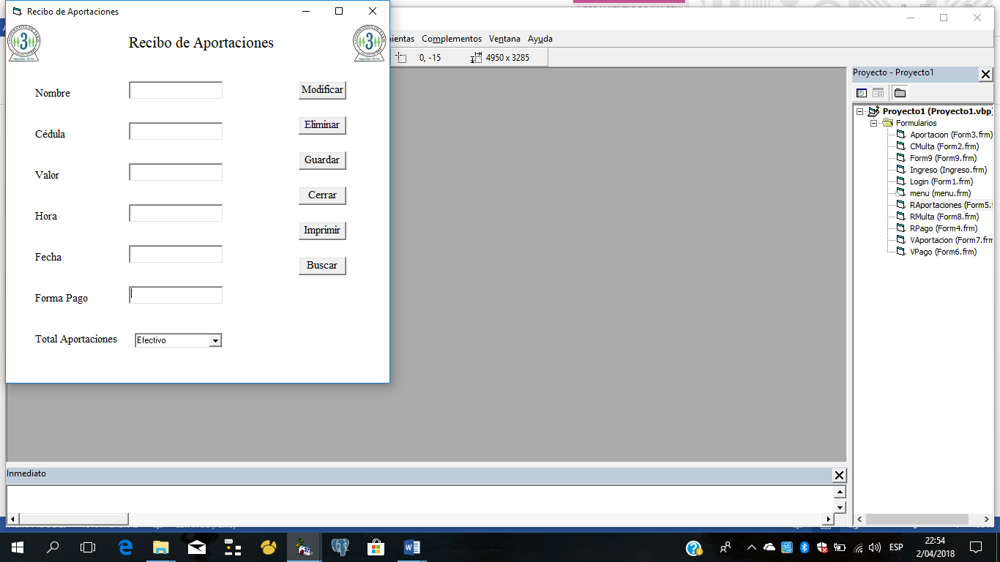 Recibo de Aportaciones
Recibo de Aportaciones
3
Nombre
Cédula
Valor
Hora
Fecha
Forma Pago
Total Aportaciones
Efectivo
Modificar
Eliminar
Guardar
Cerrar
Imprimir
Buscar
3
mientas Complementos Ventana Ayuda
0, -15
4950 x 3285
Proyecto - Proyecto1
Proyecto1 (Proyecto1.vbp)
Formularios
Aportacion (Form3.frm)
CMulta (Form2.frm)
Form9 (Form9.frm)
Ingreso (Ingreso.frm)
Login (Form1.frm)
menu (menu.frm)
RAportaciones (Form5.f
RMulta (Form8.frm)
RPago (Form4.frm)
VAportacion (Form7.frm
VPago (Form6.frm)
Inmediato
ESP
22:54
2/04/2018